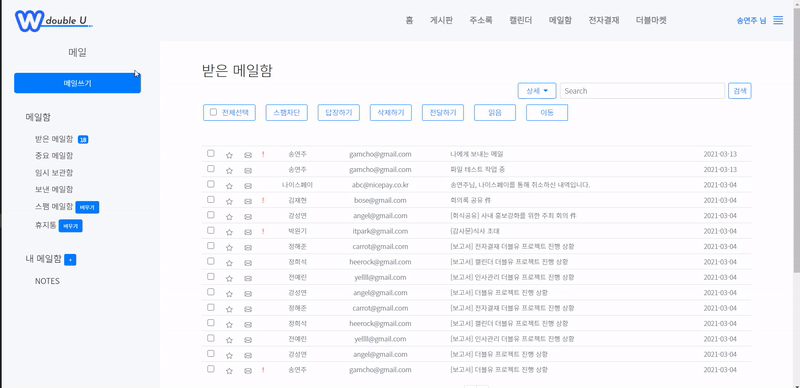 W double U
홈 게시판 주소록 캘린더 메일함 전자결재 더블마켓
송연주 님
메일
메일쓰기
메일함
받은 메일함 18
중요 메일함
임시 보관함
보낸 메일함
스팸 메일함 비우기
휴지통 비우기
내 메일함 +
NOTES
받은 메일함
상세 Search 검색
전체선택 스팸차단 답장하기 삭제하기 전달하기 읽음 이동
! 송연주 gamcho@gmail.com 나에게 보내는 메일 2021-03-13
송연주 gamcho@gmail.com 파일 테스트 작업 중 2021-03-13
나이스페이 abc@nicepay.co.kr 송연주님, 나이스페이를 통해 취소하신 내역입니다. 2021-03-13
! 김재현 bose@gmail.com 회의록 공유 件 2021-03-04
강성연 angel@gmail.com [회식공유] 사내 홍보강화를 위한 주최 회의 件 2021-03-04
! 박원기 itpark@gmail.com (감사문)식사 초대 2021-03-04
정해준 carrot@gmail.com [보고서] 전자결재 더블유 프로젝트 진행 상황 2021-03-04
정희석 heerock@gmail.com [보고서] 캘린더 더블유 프로젝트 진행 상황 2021-03-04
전예린 yellll@gmail.com [보고서] 인사관리 더블유 프로젝트 진행 상황 2021-03-04
강성연 angel@gmail.com [보고서] 더블유 프로젝트 진행 상황 2021-03-04
정해준 carrot@gmail.com [보고서] 전자결재 더블유 프로젝트 진행 상황 2021-03-04
정희석 heerock@gmail.com [보고서] 캘린더 더블유 프로젝트 진행 상황 2021-03-04
전예린 yellll@gmail.com [보고서] 인사관리 더블유 프로젝트 진행 상황 2021-03-04
강성연 angel@gmail.com [보고서] 더블유 프로젝트 진행 상황 2021-03-04
! 송연주 gamcho@gmail.com [보고서] 더블유 프로젝트 진행 상황 2021-03-04